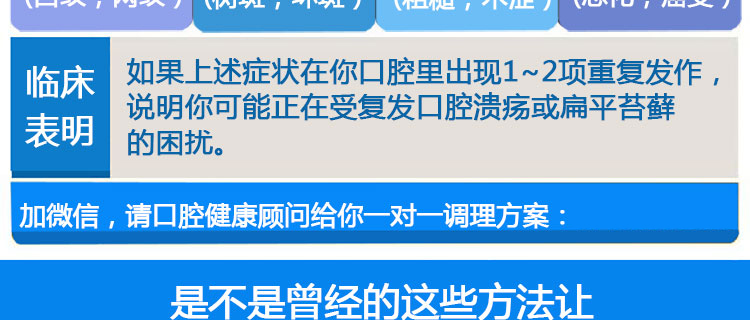 临床
表明
如果上述症状在你口腔里出现1~2项重复发作，
说明你可能正在受复发口腔溃疡或扁平苔藓
的困扰。
加微信，请口腔健康顾问给你一对一调理方案：
是不是曾经的这些方法让